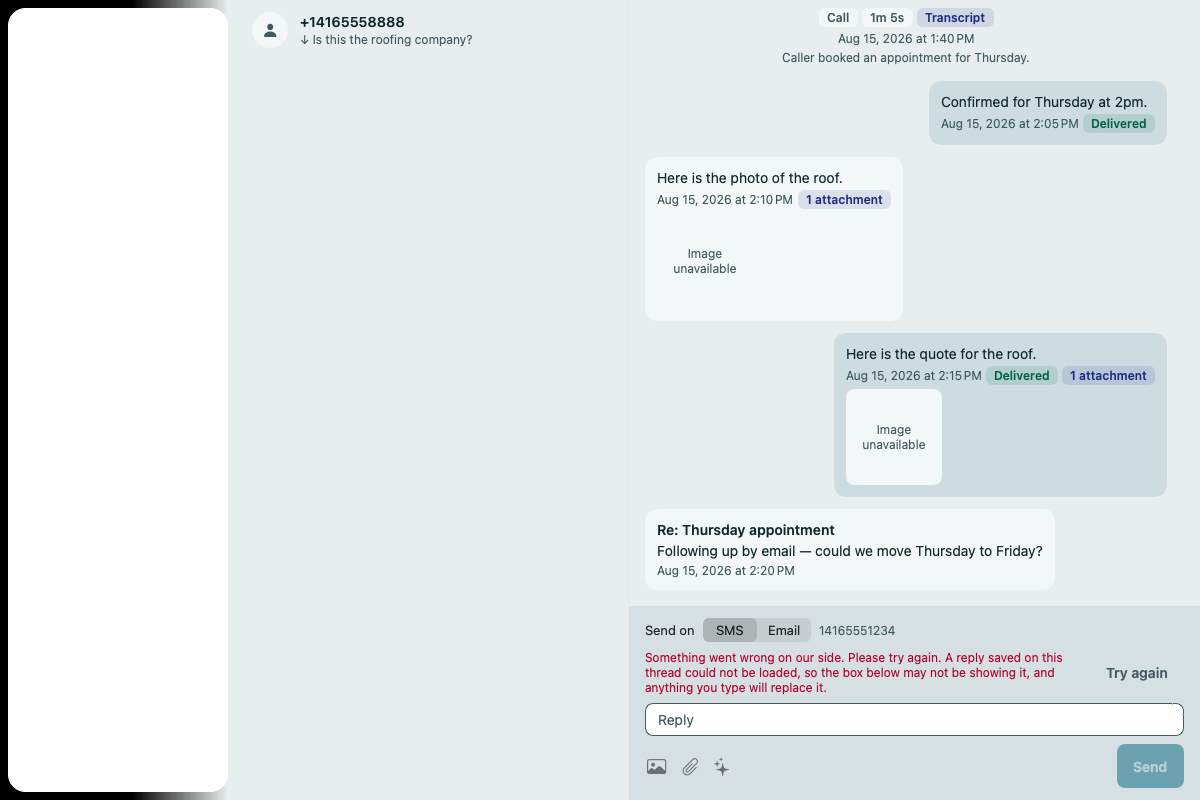 +14165558888
↓ Is this the roofing company?
Call 1m 5s Transcript
Aug 15, 2026 at 1:40 PM
Caller booked an appointment for Thursday.
Confirmed for Thursday at 2pm.
Aug 15, 2026 at 2:05 PM Delivered
Here is the photo of the roof.
Aug 15, 2026 at 2:10 PM 1 attachment
Image
unavailable
Here is the quote for the roof.
Aug 15, 2026 at 2:15 PM Delivered 1 attachment
Image
unavailable
Re: Thursday appointment
Following up by email — could we move Thursday to Friday?
Aug 15, 2026 at 2:20 PM
Send on SMS Email 14165551234
Something went wrong on our side. Please try again. A reply saved on this
thread could not be loaded, so the box below may not be showing it, and
anything you type will replace it.
Try again
Reply
Send